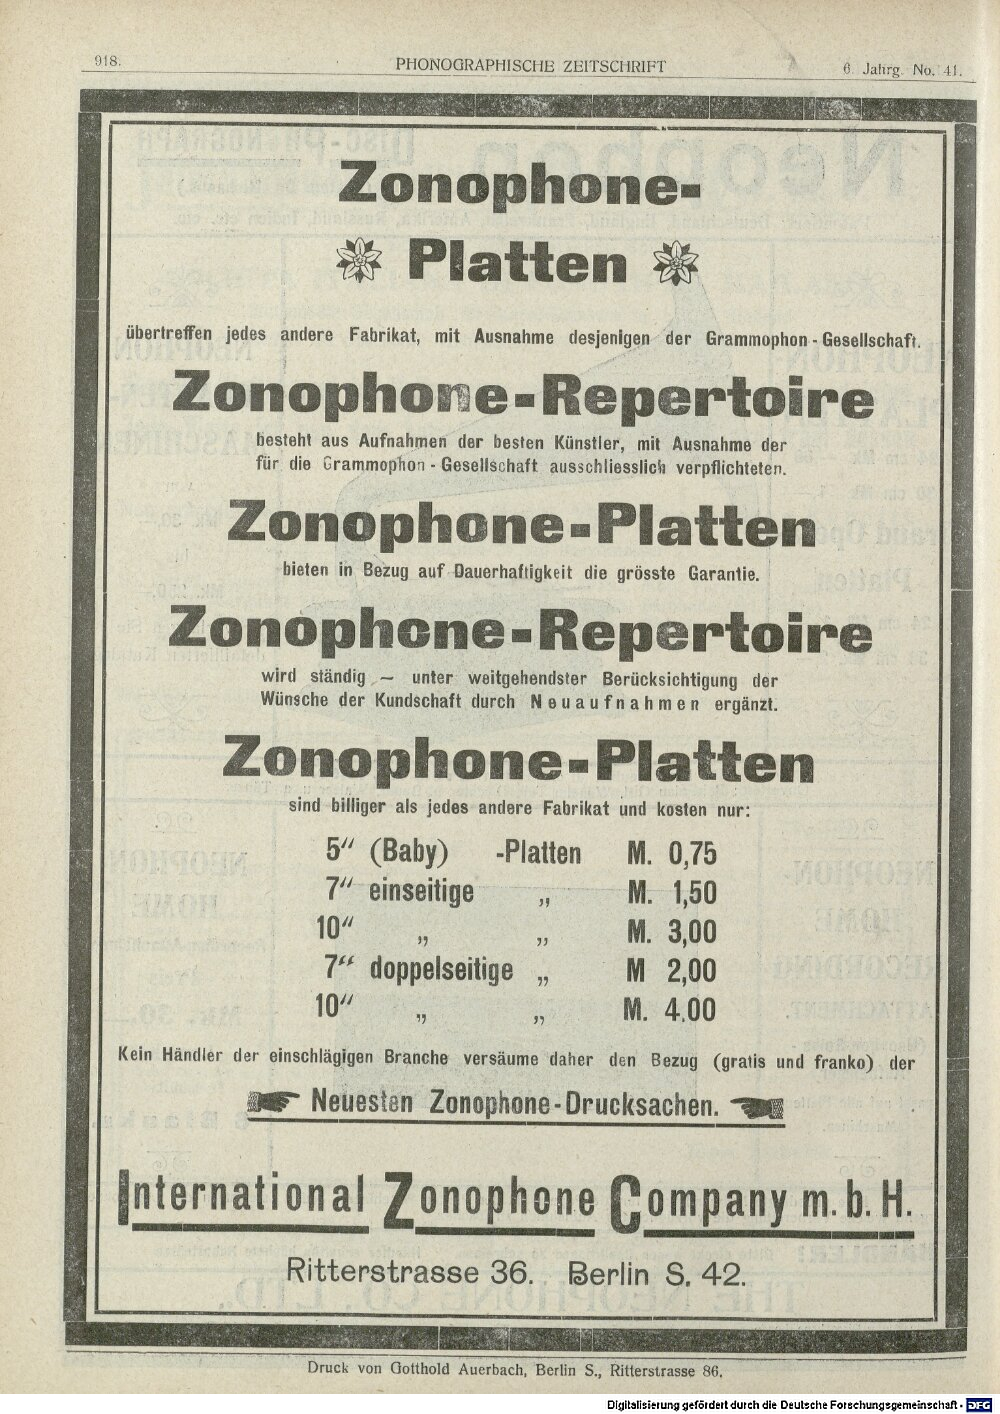 918.
PHONOGRAPHISCHE ZEITSCHRIFT
6. Jahrg. No. 41.
Zonophone-
Platten
übertreffen jedes andere Fabrikat, mit Ausnahme desjenigen der Grammophon-Gesellschaft.
Zonophone-Repertoire
besteht aus Aufnahmen der besten Künstler, mit Ausnahme der
für die Grammophon-Gesellschaft ausschliesslich verpflichteten.
Zonophone-Platten
bieten in Bezug auf Dauerhaftigkeit die grösste Garantie.
Zonophone-Repertoire
wird ständig — unter weitgehendster Berücksichtigung der
Wünsche der Kundschaft durch Neuaufnahmen ergänzt.
Zonophone-Platten
sind billiger als jedes andere Fabrikat und kosten nur:
5“ (Baby) -Platten M. 0,75
7“ einseitige „ M. 1,50
10“ „ „ M. 3,00
7“ doppelseitige „ M 2,00
10“ „ „ M. 4.00
Kein Händler der einschlägigen Branche versäume daher den Bezug (gratis und franko) der
Neuesten Zonophone-Drucksachen.
International Zonophone Company m. b. H.
Ritterstrasse 36. Berlin S. 42.
Druck von Gotthold Auerbach, Berlin S., Ritterstrasse 86.
Digitalisierung gefördert durch die Deutsche Forschungsgemeinschaft - DFG